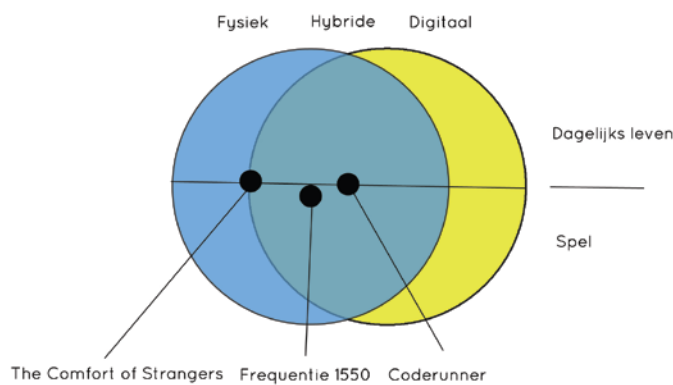 Fysiek Hybride Digitaal
Dagelijks leven
Spel
The Comfort of Strangers Frequentie 1550 Coderunner